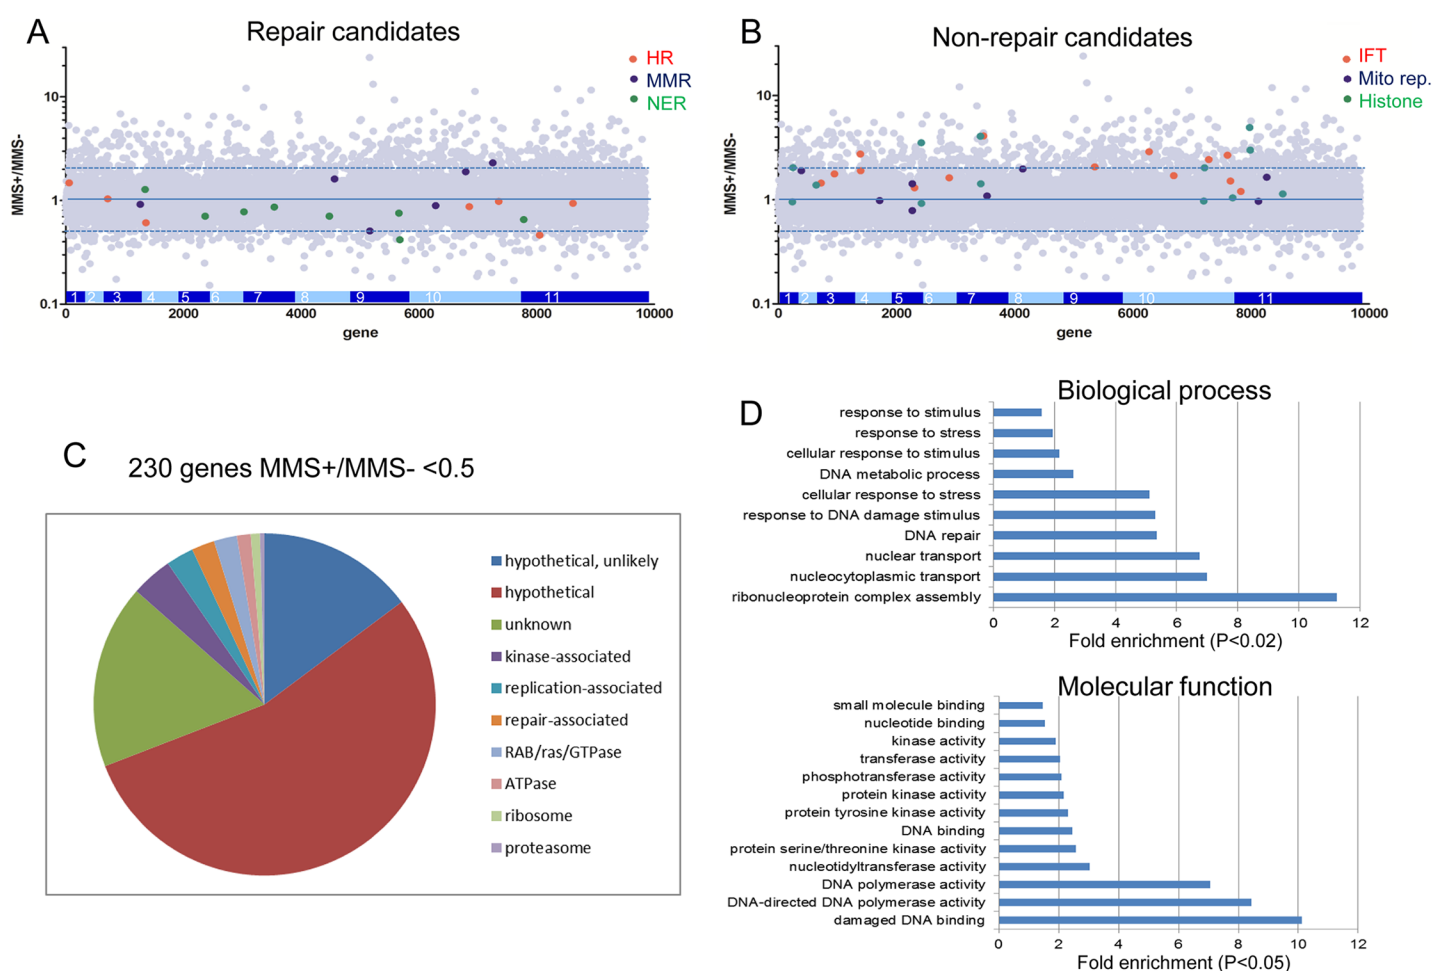 A
Repair candidates
HR
MMR
NER
MMS+/MMS-
10
1
0.1
1 2 3 4 5 6 7 8 9 10 11
0 2000 4000 6000 8000 10000
gene
B
Non-repair candidates
IFT
Mito rep.
Histone
MMS+/MMS-
10
1
0.1
1 2 3 4 5 6 7 8 9 10 11
0 2000 4000 6000 8000 10000
gene
C
230 genes MMS+/MMS- <0.5
hypothetical, unlikely
hypothetical
unknown
kinase-associated
replication-associated
repair-associated
RAB/ras/GTPase
ATPase
ribosome
proteasome
D
Biological process
response to stimulus
response to stress
cellular response to stimulus
DNA metabolic process
cellular response to stress
response to DNA damage stimulus
DNA repair
nuclear transport
nucleocytoplasmic transport
ribonucleoprotein complex assembly
0 2 4 6 8 10 12
Fold enrichment (P<0.02)
Molecular function
small molecule binding
nucleotide binding
kinase activity
transferase activity
phosphotransferase activity
protein kinase activity
protein tyrosine kinase activity
DNA binding
protein serine/threonine kinase activity
nucleotidyltransferase activity
DNA polymerase activity
DNA-directed DNA polymerase activity
damaged DNA binding
0 2 4 6 8 10 12
Fold enrichment (P<0.05)